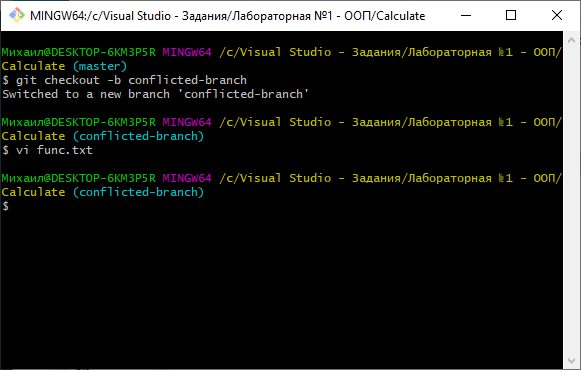 MINGW64:/c/Visual Studio - Задания/Лабораторная №1 - ООП/Calculate
Михаил@DESKTOP-6KM3P5R MINGW64 /c/Visual Studio - Задания/Лабораторная №1 - ООП/
Calculate (master)
$ git checkout -b conflicted-branch
Switched to a new branch 'conflicted-branch'
Михаил@DESKTOP-6KM3P5R MINGW64 /c/Visual Studio - Задания/Лабораторная №1 - ООП/
Calculate (conflicted-branch)
$ vi func.txt
Михаил@DESKTOP-6KM3P5R MINGW64 /c/Visual Studio - Задания/Лабораторная №1 - ООП/
Calculate (conflicted-branch)
$